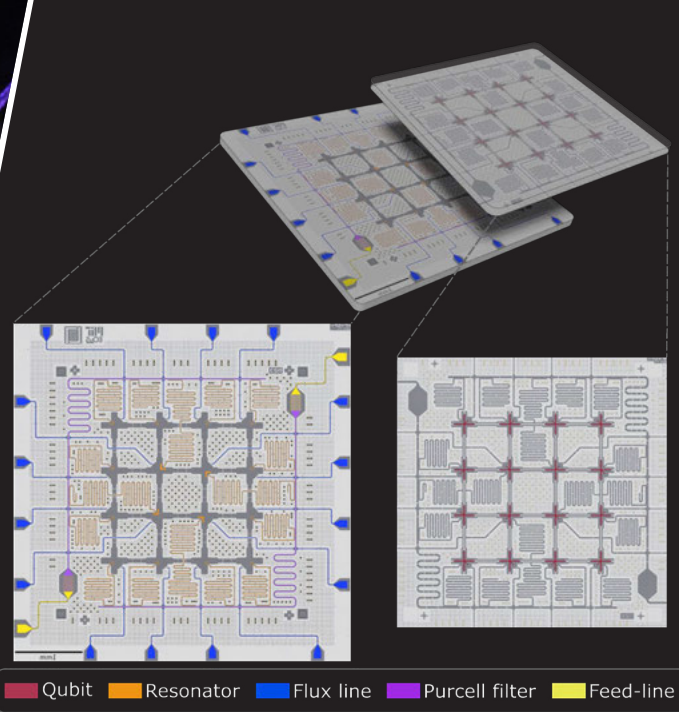 Qubit
Resonator
Flux line
Purcell filter
Feed-line